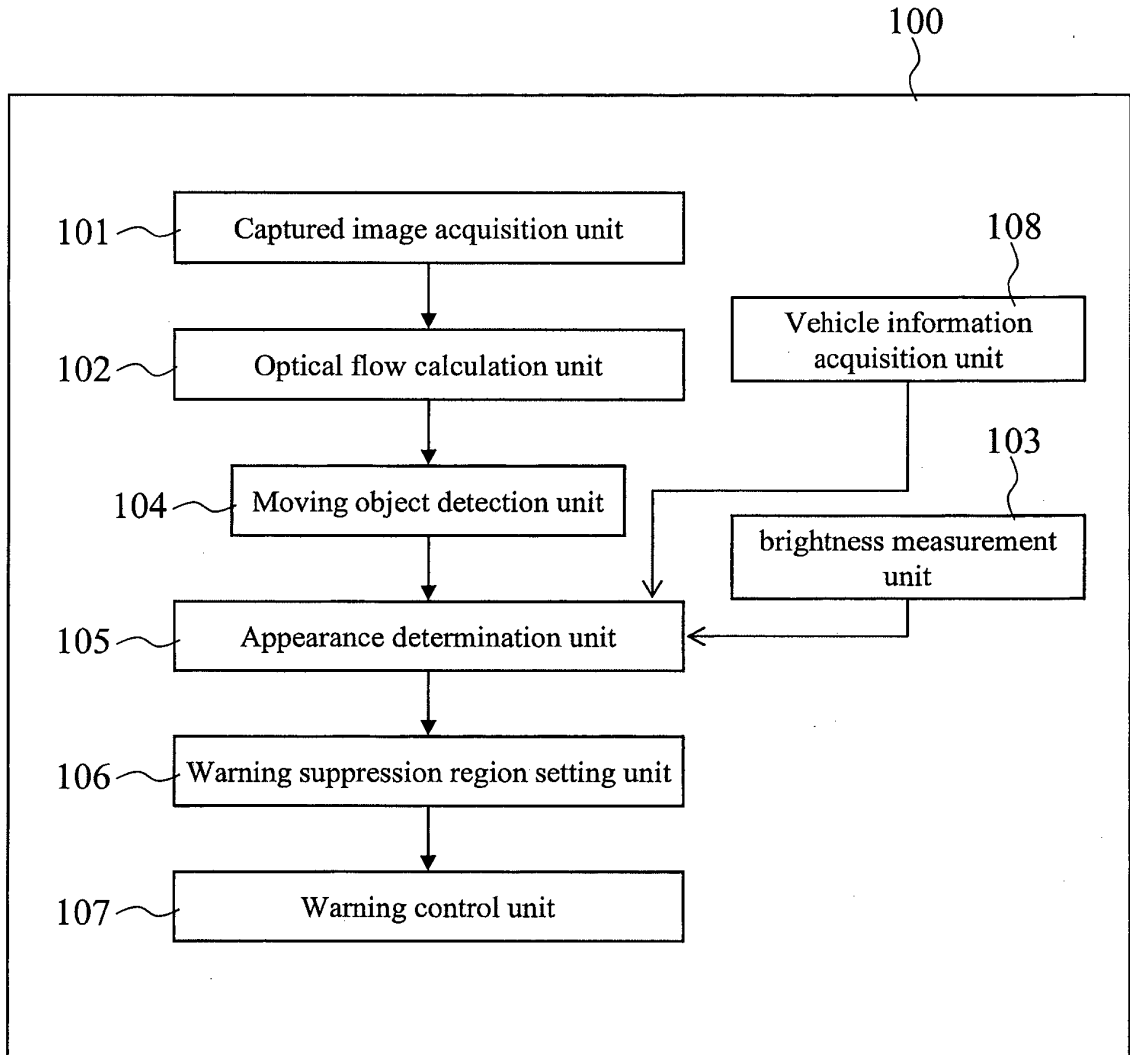 100
101
Captured image acquisition unit
108
Vehicle information
acquisition unit
102
Optical flow calculation unit
103
brightness measurement
unit
104
Moving object detection unit
105
Appearance determination unit
106
Warning suppression region setting unit
107
Warning control unit